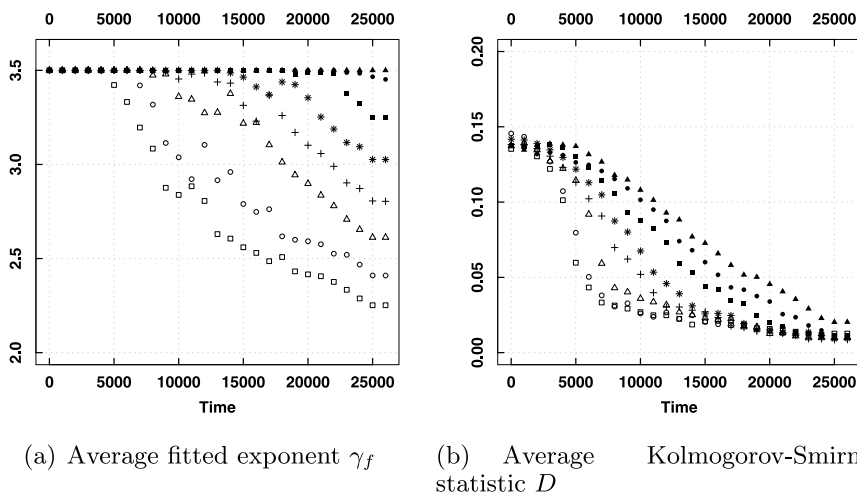 0 5000 10000 15000 20000 25000
0 5000 10000 15000 20000 25000
3.5
3.0
2.5
2.0
0.20
0.15
0.10
0.05
0.00
0 5000 10000 15000 20000 25000
0 5000 10000 15000 20000 25000
Time
Time
(a) Average fitted exponent γf
(b) Average Kolmogorov-Smirn
statistic D